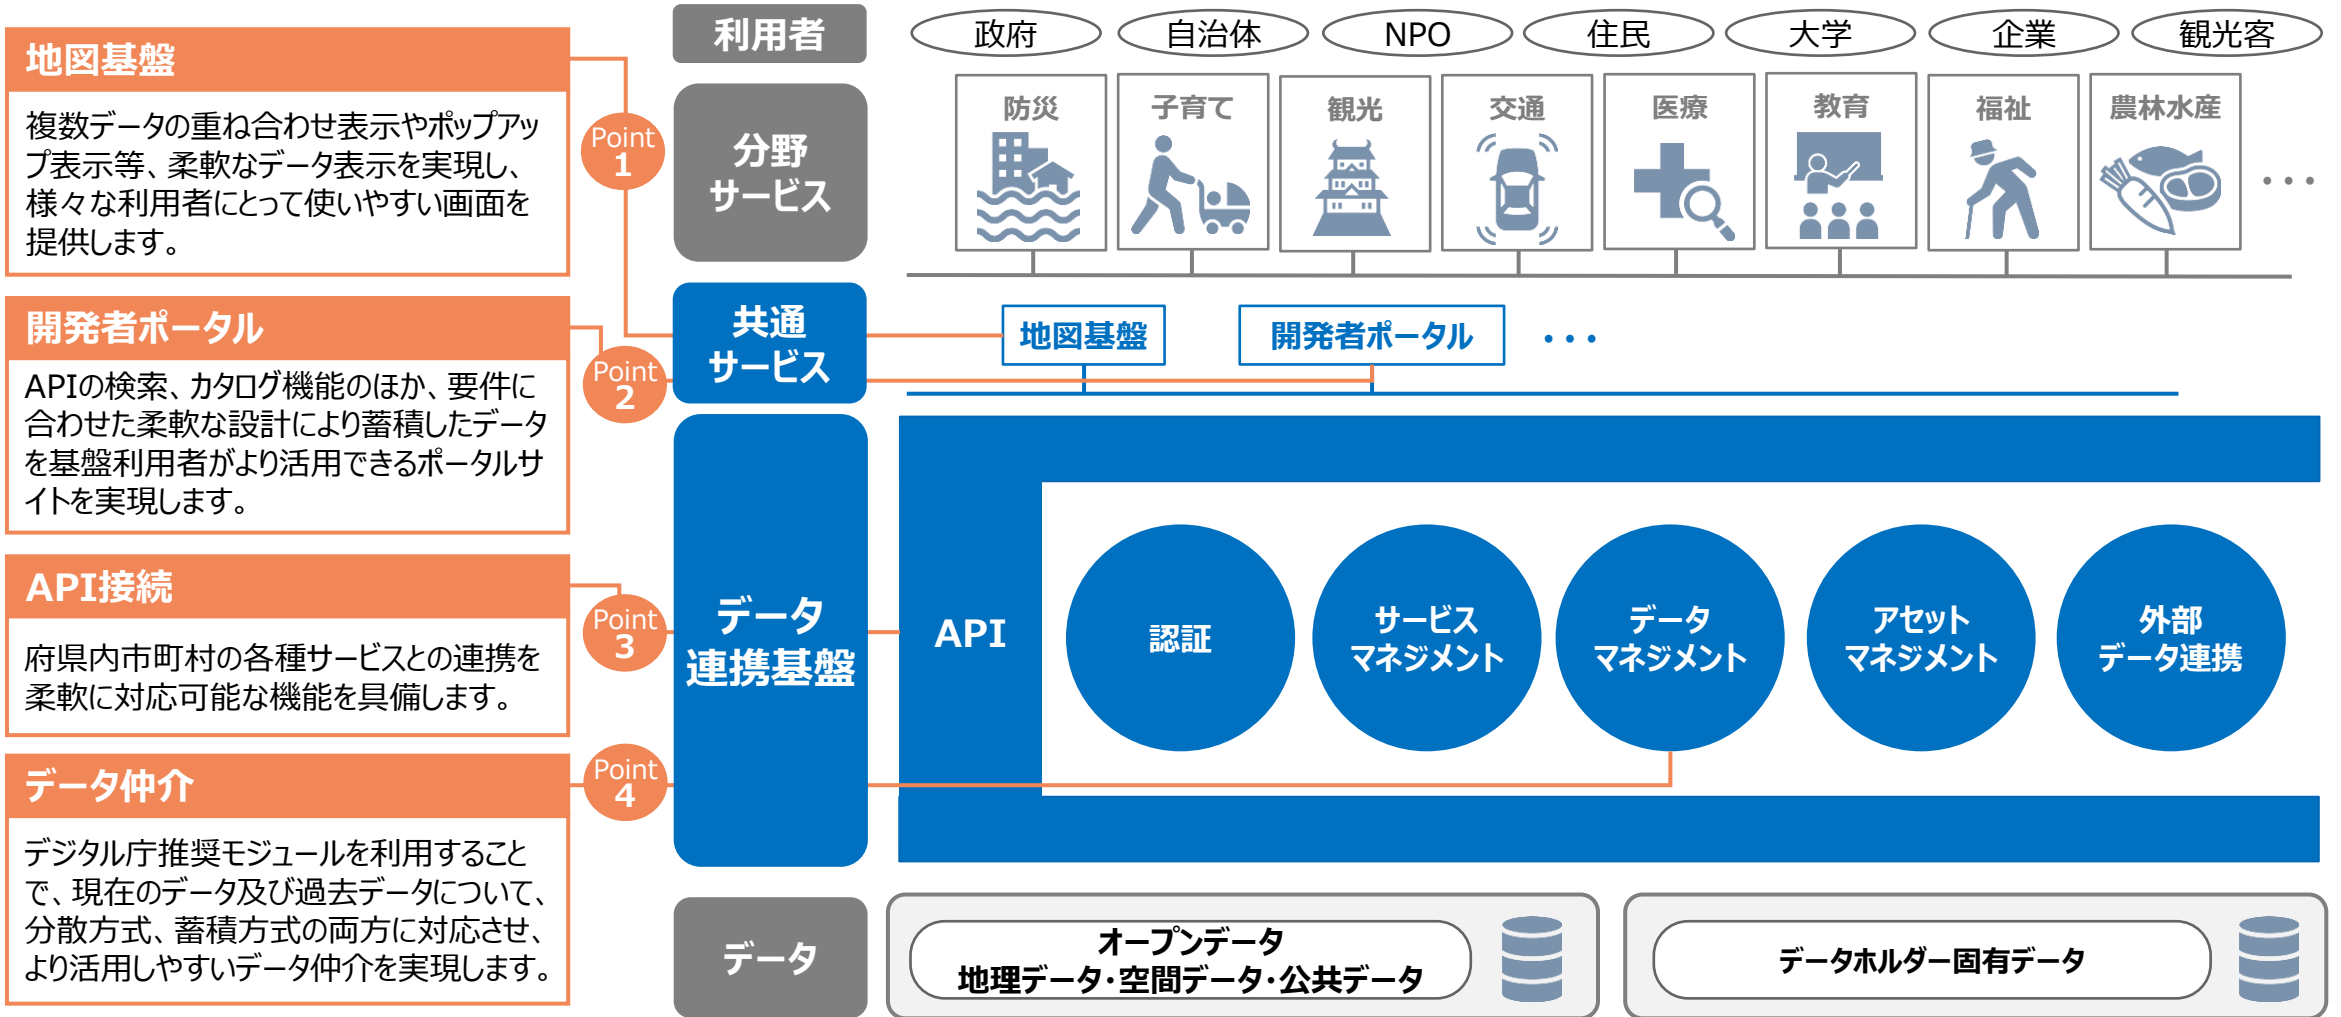 地図基盤
複数データの重ね合わせ表示やポップアッ
プ表示等、柔軟なデータ表示を実現し、
様々な利用者にとって使いやすい画面を
提供します。
Point
1
開発者ポータル
APIの検索、カタログ機能のほか、要件に
合わせた柔軟な設計により蓄積したデータ
を基盤利用者がより活用できるポータルサ
イトを実現します。
Point
2
API接続
府県内市町村の各種サービスとの連携を
柔軟に対応可能な機能を具備します。
Point
3
データ仲介
デジタル庁推奨モジュールを利用すること
で、現在のデータ及び過去データについて、
分散方式、蓄積方式の両方に対応させ、
より活用しやすいデータ仲介を実現します。
Point
4
利用者
政府
自治体
NPO
住民
大学
企業
観光客
分野
サービス
防災
子育て
観光
交通
医療
教育
福祉
農林水産
・・・
共通
サービス
地図基盤
開発者ポータル
・・・
データ
連携基盤
API
認証
サービス
マネジメント
データ
マネジメント
アセット
マネジメント
外部
データ連携
データ
オープンデータ
地理データ・空間データ・公共データ
データホルダー固有データ